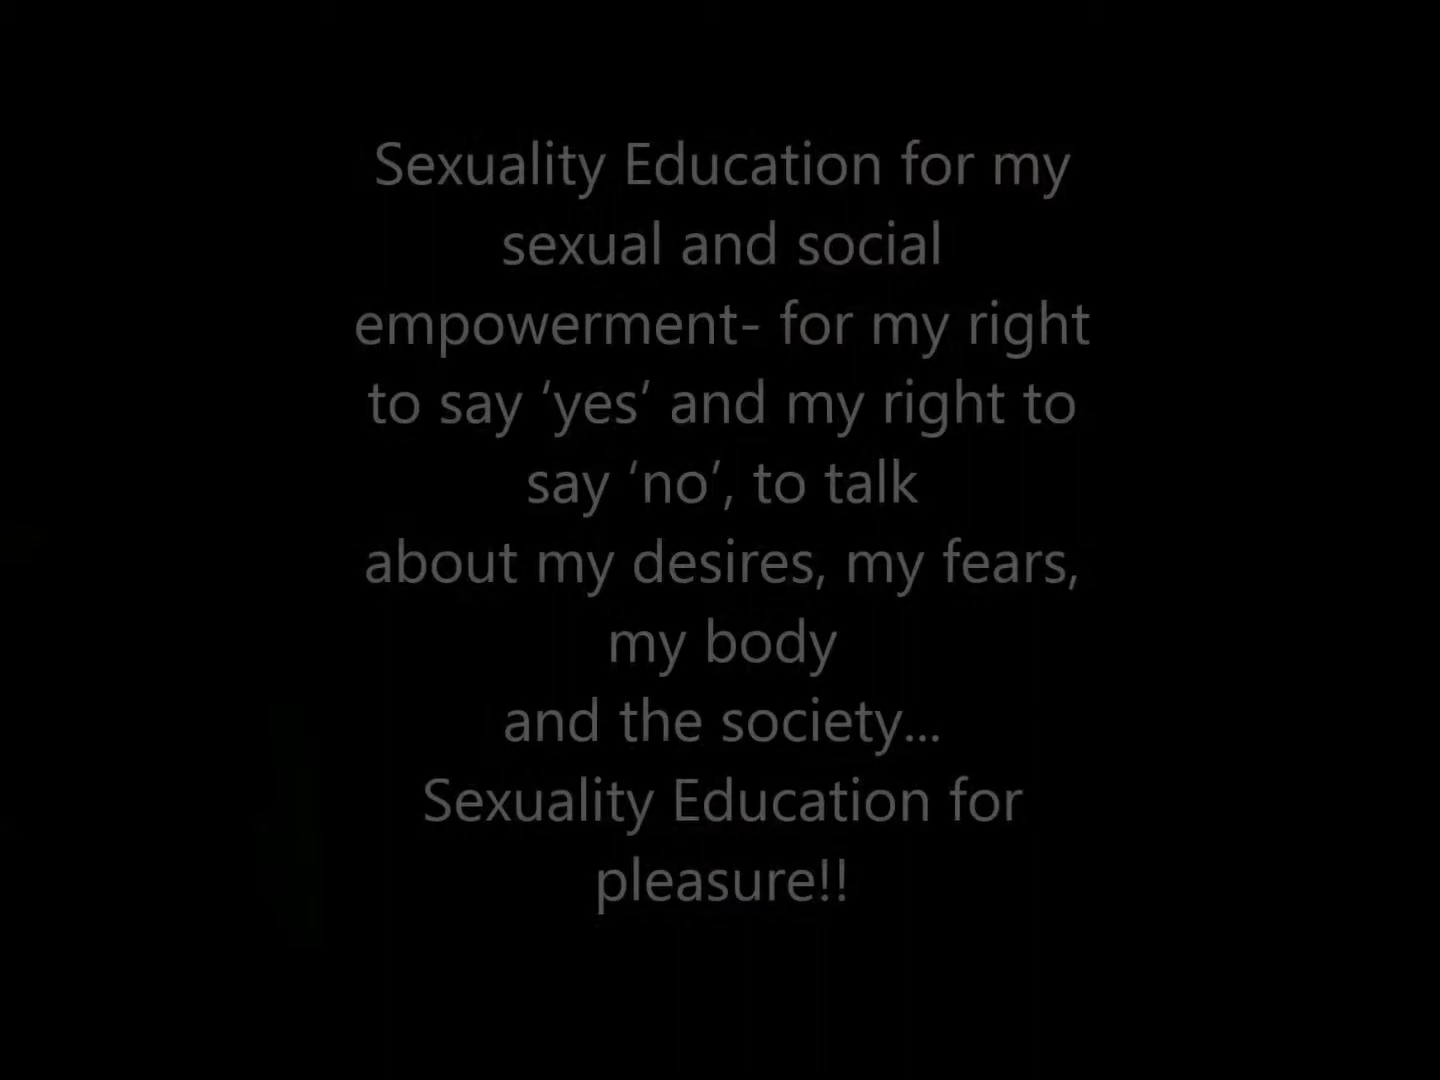 Sexuality Education for my
sexual and social
empowerment- for my right
to say ‘yes’ and my right to
say ‘no’, to talk
about my desires, my fears,
my body
and the society...
Sexuality Education for
pleasure!!